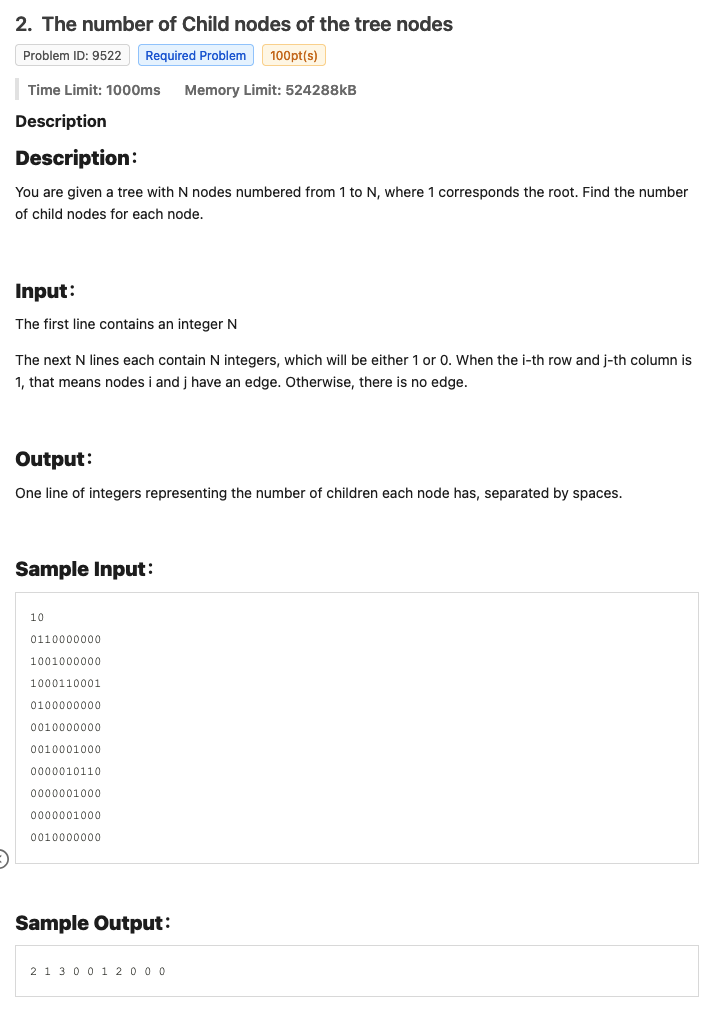 2. The number of Child nodes of the tree nodes
Problem ID: 9522 Required Problem 100pt(s)
Time Limit: 1000ms Memory Limit: 524288kB
Description
Description:
You are given a tree with N nodes numbered from 1 to N, where 1 corresponds the root. Find the number
of child nodes for each node.
Input:
The first line contains an integer N
The next N lines each contain N integers, which will be either 1 or 0. When the i-th row and j-th column is
1, that means nodes i and j have an edge. Otherwise, there is no edge.
Output:
One line of integers representing the number of children each node has, separated by spaces.
Sample Input:
10
0110000000
1001000000
1000110001
0100000000
0010000000
0010001000
0000010110
0000001000
0000001000
0010000000
Sample Output:
2 1 3 0 0 1 2 0 0 0